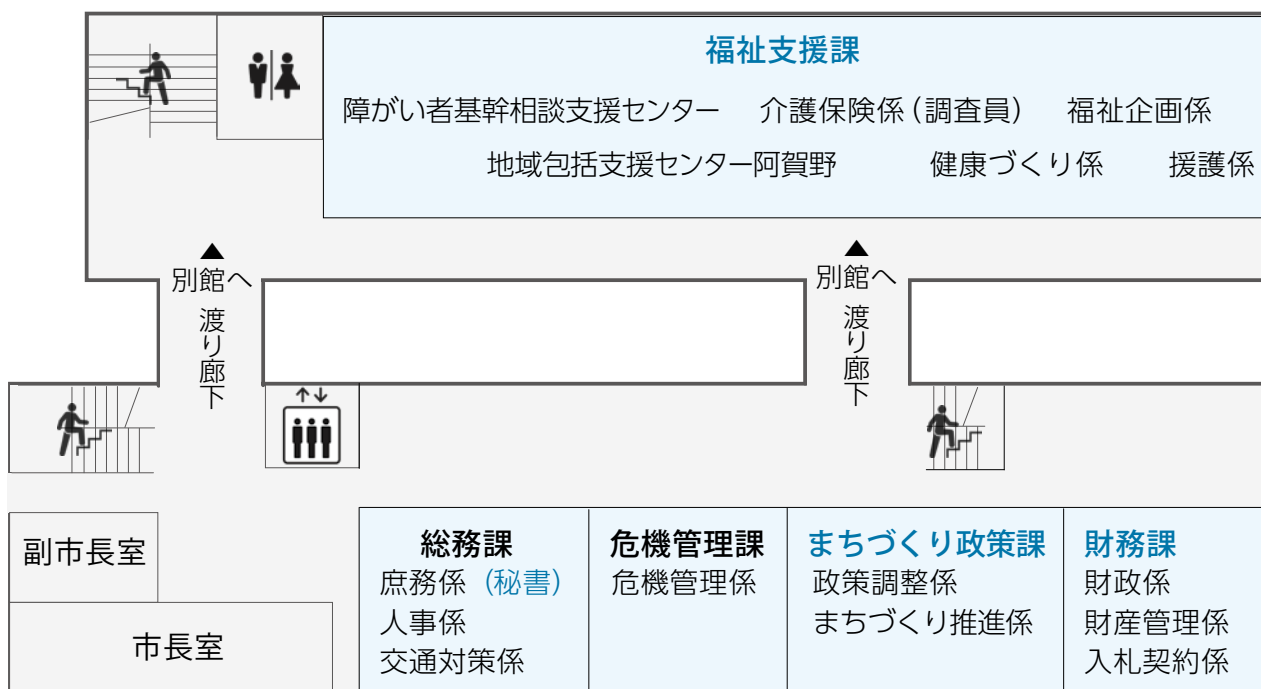 福祉支援課
障がい者基幹相談支援センター 介護保険係(調査員) 福祉企画係
地域包括支援センター阿賀野 健康づくり係 援護係
▲
別館へ
渡り廊下
▲
別館へ
渡り廊下
副市長室
市長室
総務課
庶務係(秘書)
人事係
交通対策係
危機管理課
危機管理係
まちづくり政策課
政策調整係
まちづくり推進係
財務課
財政係
財産管理係
入札契約係